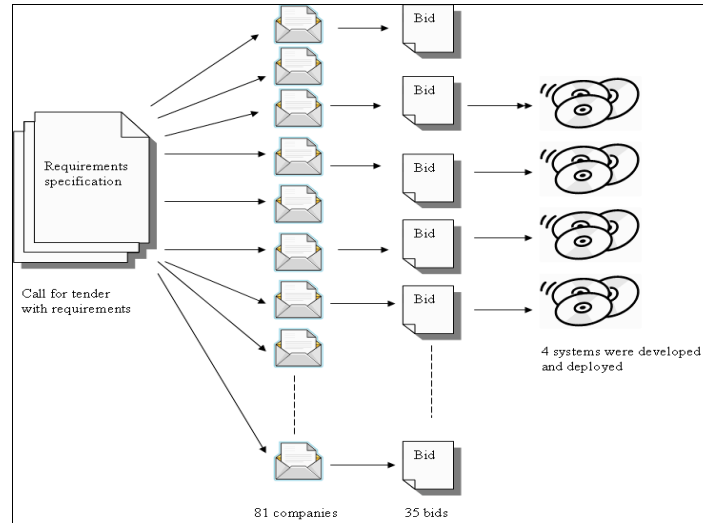 Bid
Requirements
specification
Bid
Bid
Bid
Call for tender
with requirements
Bid
4 systems were developed
and deployed
Bid
81 companies
35 bids